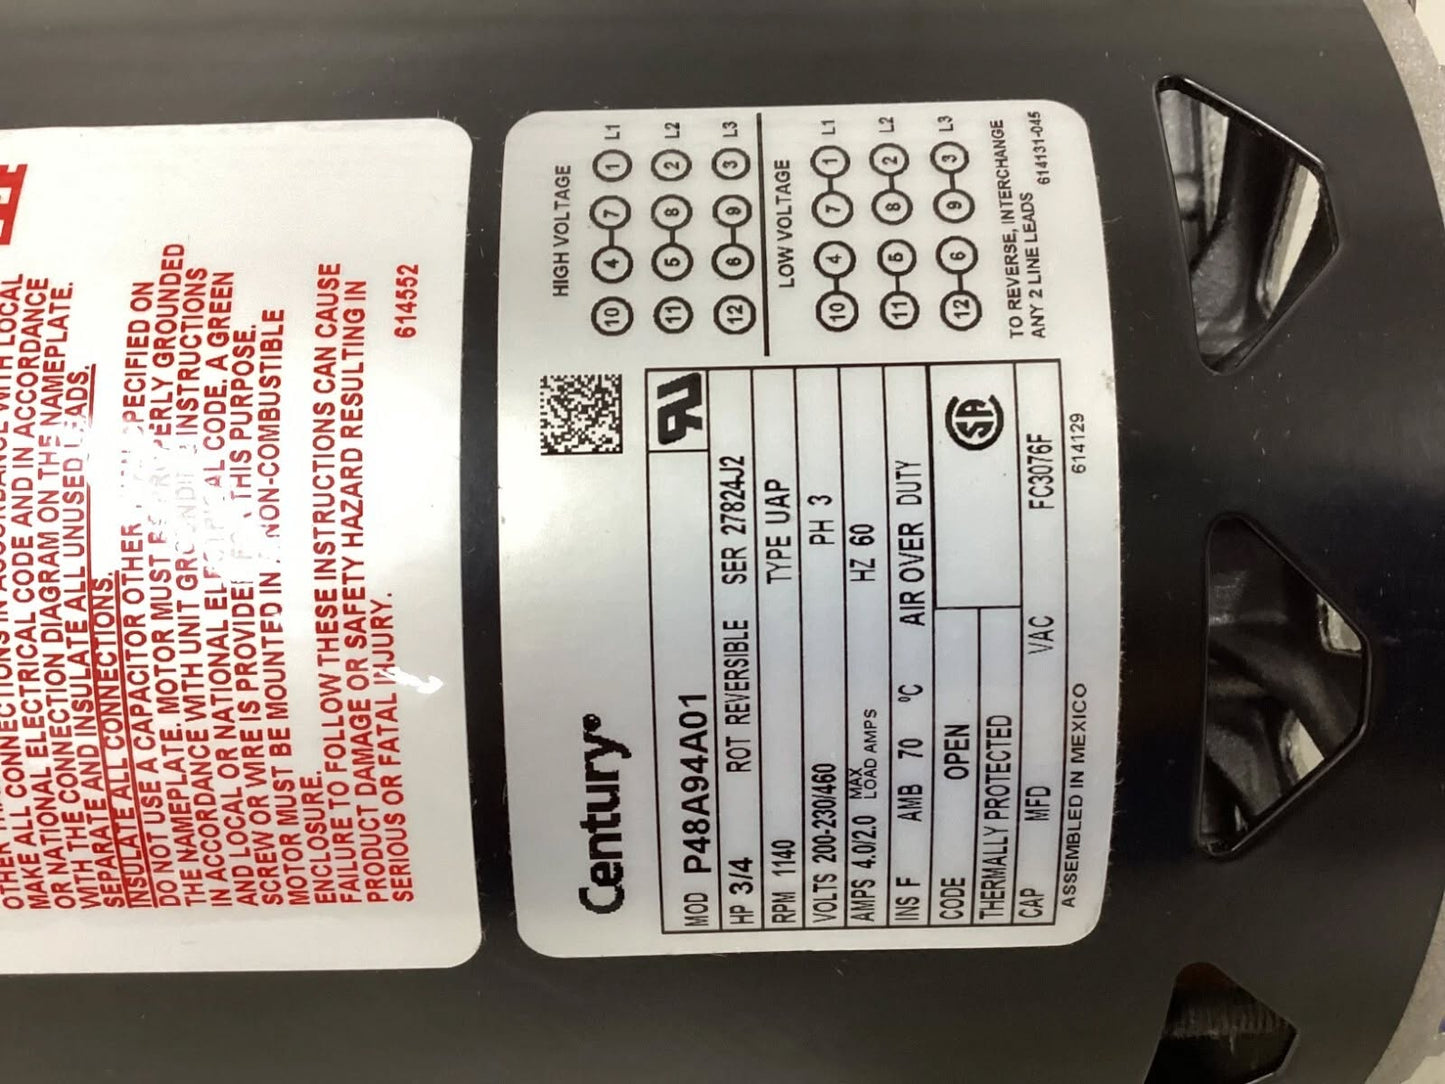 OTHER
MAKE ALL CONNECTIONS IN ACCORDANCE WITH LOCAL
OR NATIONAL ELECTRICAL CODE AND IN ACCORDANCE
WITH THE CONNECTION DIAGRAM ON THE NAMEPLATE.
SEPARATE AND INSULATE ALL UNUSED LEADS.
INSULATE ALL CONNECTIONS.
DO NOT USE A CAPACITOR OTHER SPECIFIED ON
THE NAMEPLATE. MOTOR MUST GROUNDED
IN ACCORDANCE WITH UNIT INSTRUCTIONS
AND LOCAL OR NATIONAL CODE. A GREEN
SCREW OR WIRE IS PROVIDED THIS PURPOSE.
MOTOR MUST BE MOUNTED IN NON-COMBUSTIBLE
ENCLOSURE.
FAILURE TO FOLLOW THESE INSTRUCTIONS CAN CAUSE
PRODUCT DAMAGE OR SAFETY HAZARD RESULTING IN
SERIOUS OR FATAL INJURY.
614552
Century®
MOD P48A94A01
HP 3/4 ROT REVERSIBLE SER 27824J2
RPM 1140 TYPE UAP
VOLTS 200-230/460 PH 3
AMPS 4.0/2.0 MAX LOAD AMPS HZ 60
INS F AMB 70 ºC AIR OVER DUTY
CODE OPEN
THERMALLY PROTECTED
CAP MFD VAC FC3076F
ASSEMBLED IN MEXICO 614129
HIGH VOLTAGE
10 4 7 1 L1
11 5 8 2 L2
12 6 9 3 L3
LOW VOLTAGE
10 4 7 1 L1
11 5 8 2 L2
12 6 9 3 L3
TO REVERSE, INTERCHANGE
ANY 2 LINE LEADS 614131-045